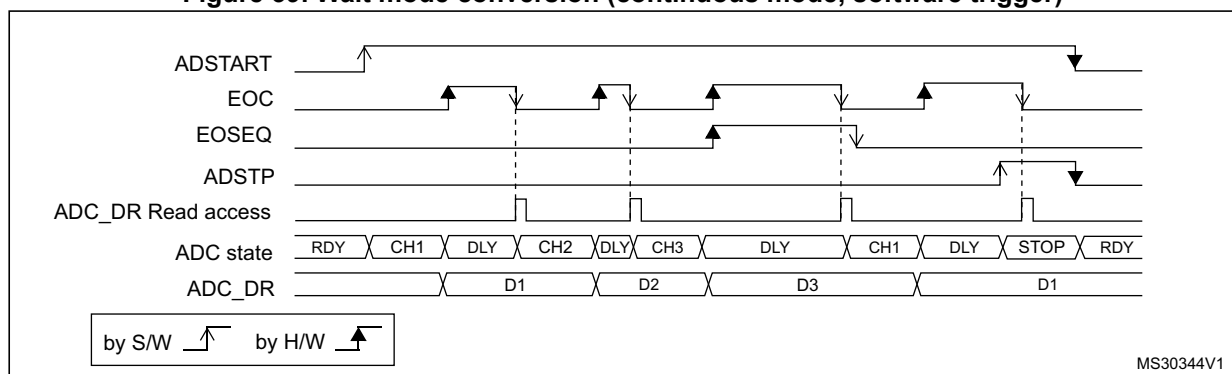 Figure 39. Wait mode conversion (continuous mode, software trigger)
ADSTART
EOC
EOSEQ
ADSTP
ADC_DR Read access
ADC state RDY CH1 DLY CH2 DLY CH3 DLY CH1 DLY STOP RDY
ADC_DR D1 D2 D3 D1
by S/W by H/W
MS30344V1